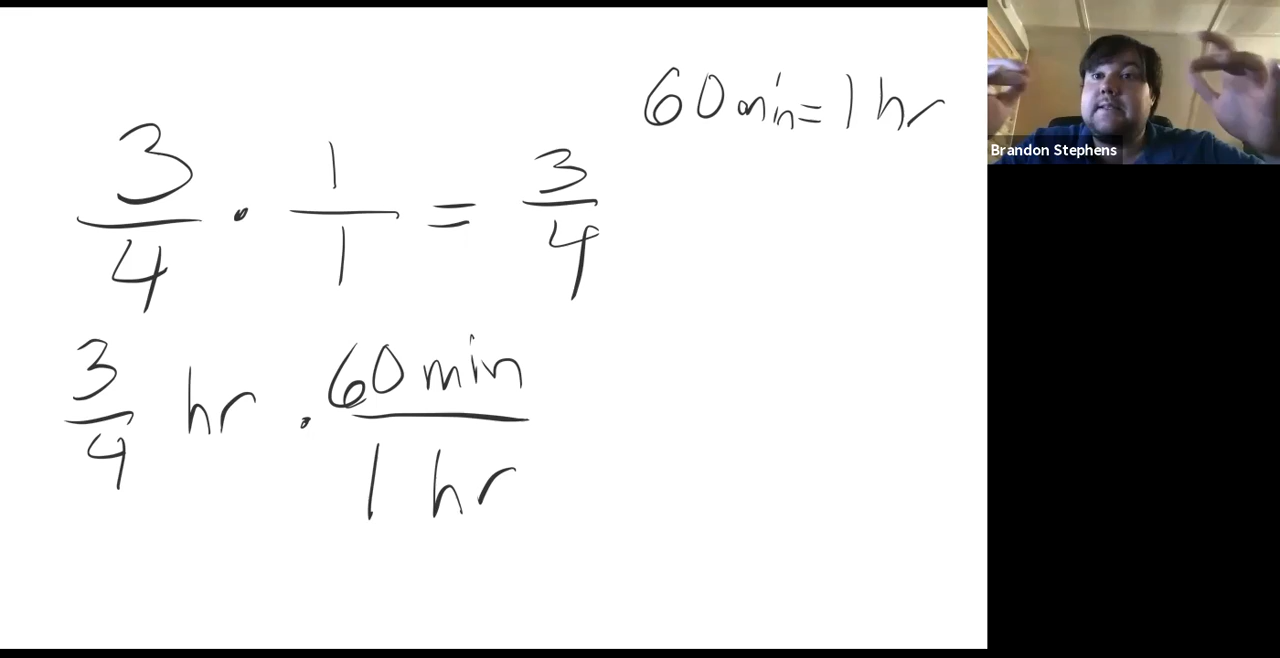 60 min = 1 hr
Brandon Stephens
3/4 · 1/1 = 3/4
3/4 hr · 60 min / 1 hr